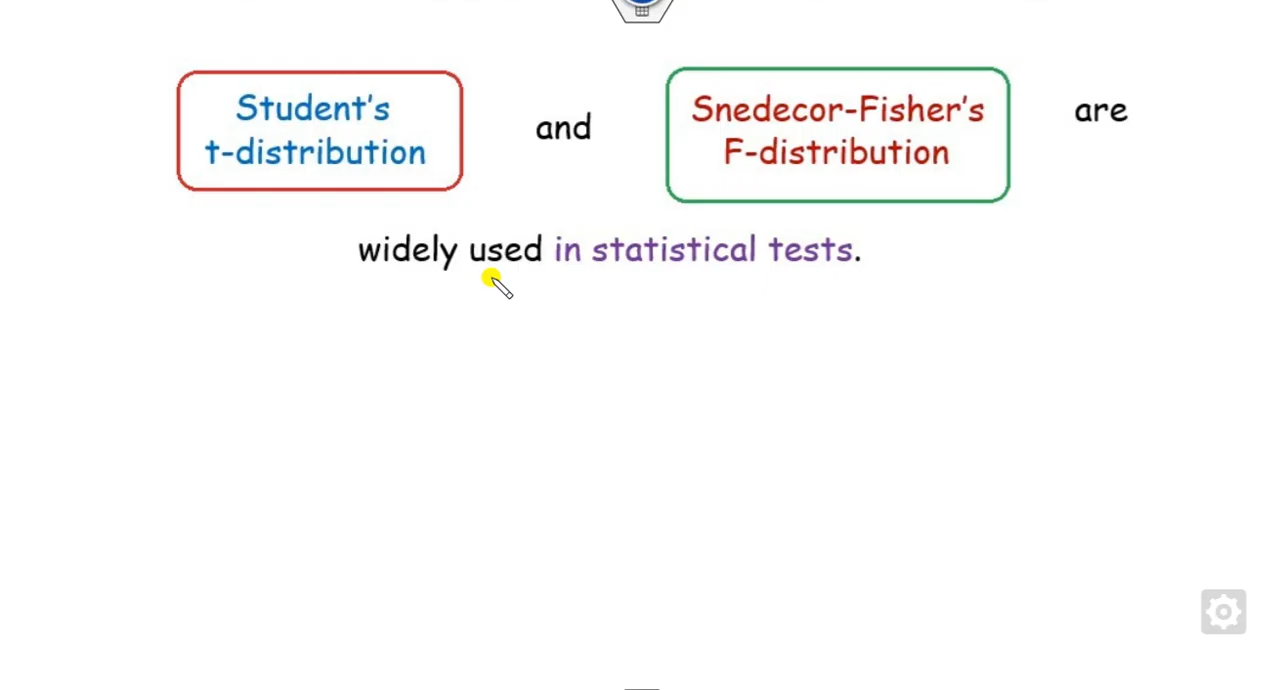 Student's
t-distribution
and
Snedecor-Fisher's
F-distribution
are
widely used in statistical tests.